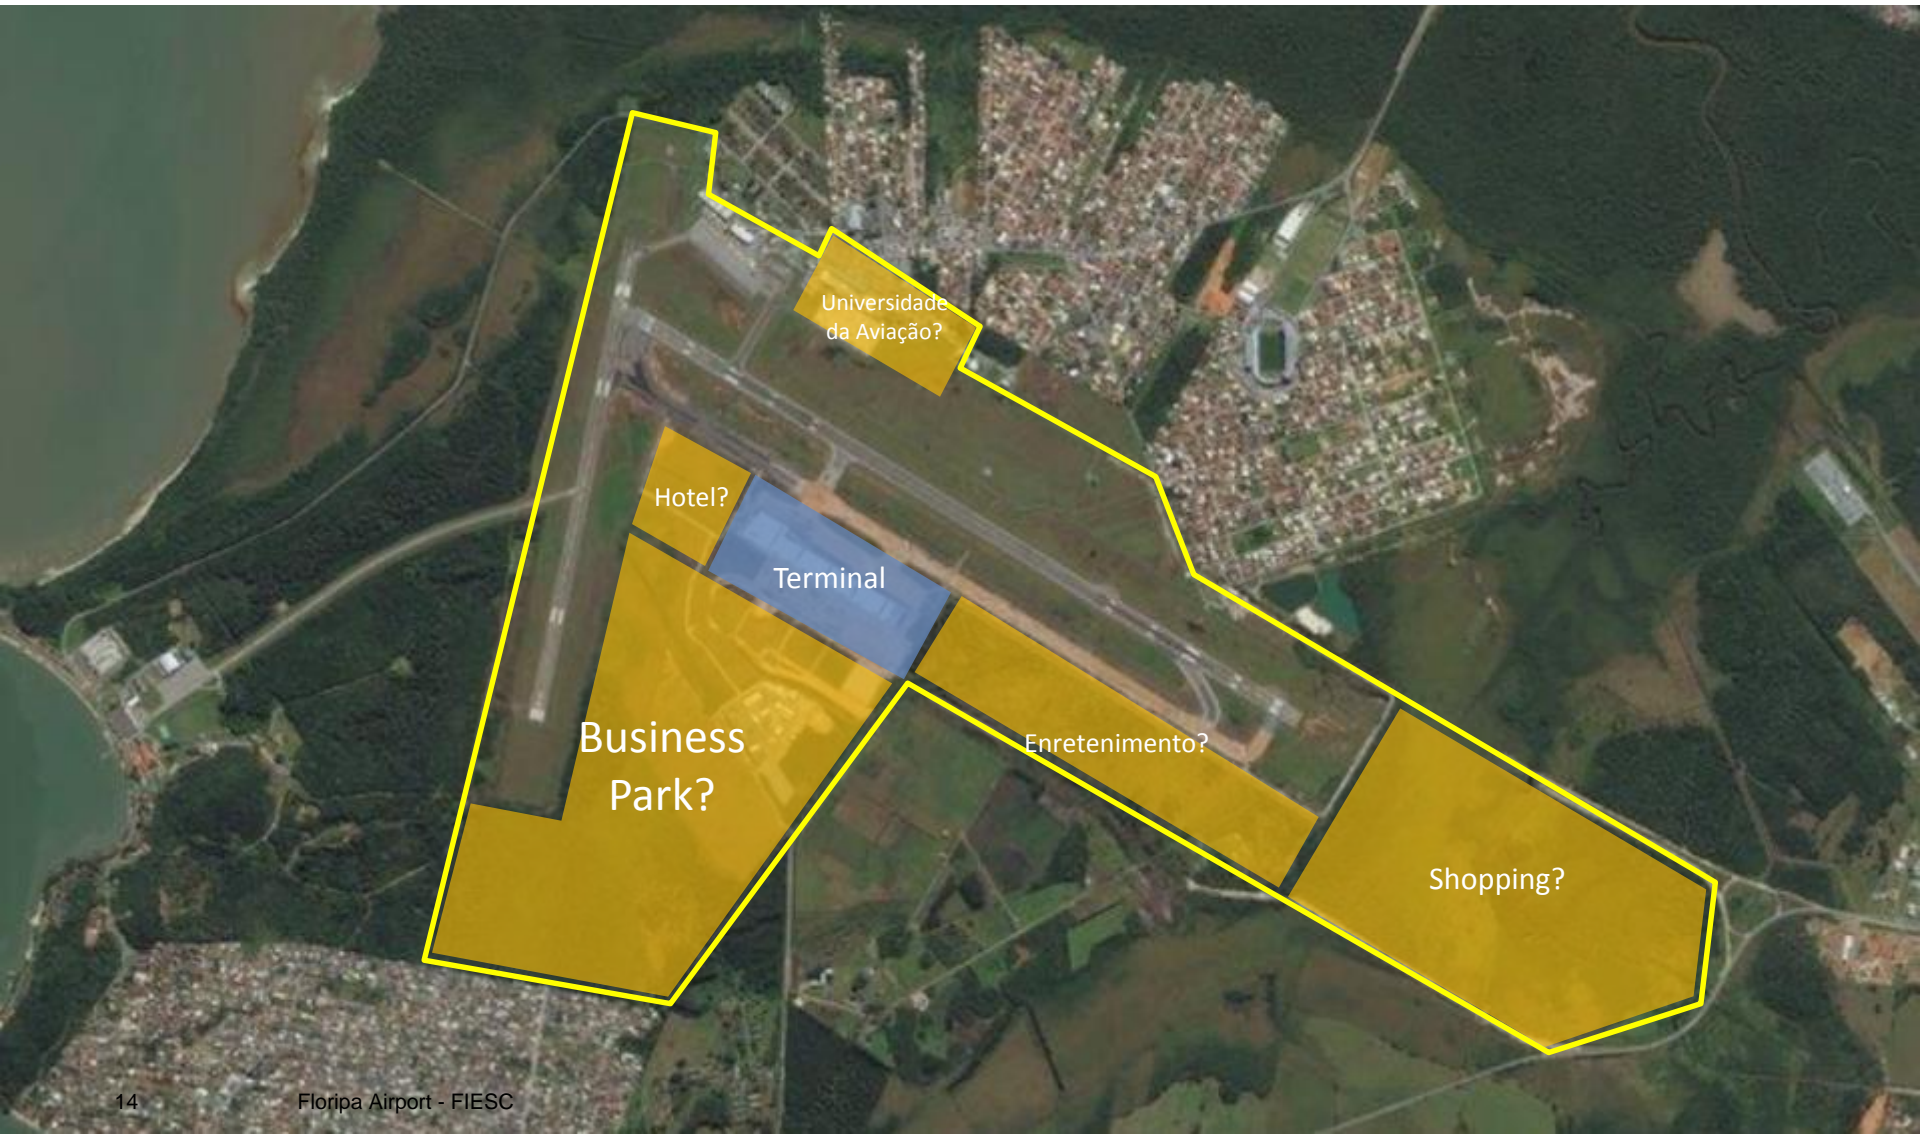 Universidade
da Aviação?
Hotel?
Terminal
Business
Park?
Enretenimento?
Shopping?
14
Floripa Airport - FIESC